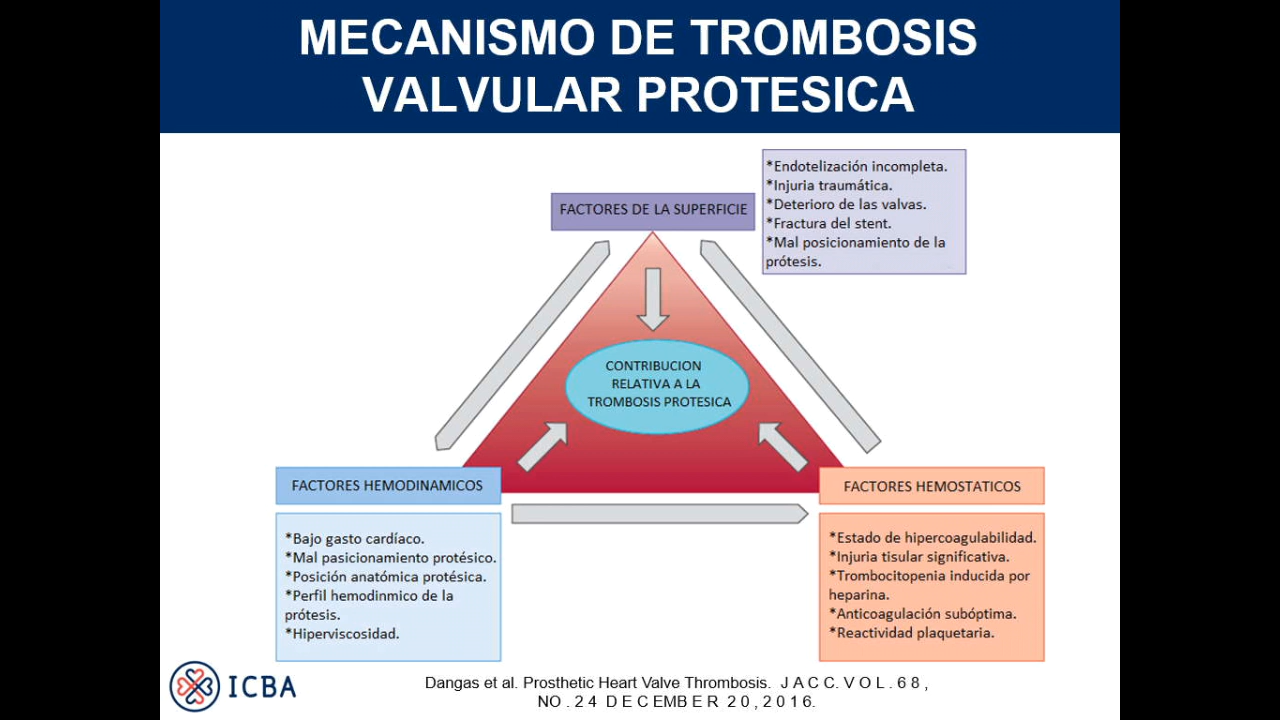 MECANISMO DE TROMBOSIS
VALVULAR PROTESICA
FACTORES DE LA SUPERFICIE
*Endotelización incompleta.
*Injuria traumática.
*Deterioro de las valvas.
*Fractura del stent.
*Mal posicionamiento de la
prótesis.
CONTRIBUCION
RELATIVA A LA
TROMBOSIS PROTESICA
FACTORES HEMODINAMICOS
*Bajo gasto cardíaco.
*Mal pasicionamiento protésico.
*Posición anatómica protésica.
*Perfil hemodinmico de la
prótesis.
*Hiperviscosidad.
FACTORES HEMOSTATICOS
*Estado de hipercoagulabilidad.
*Injuria tisular significativa.
*Trombocitopenia inducida por
heparina.
*Anticoagulación subóptima.
*Reactividad plaquetaria.
ICBA
Dangas et al. Prosthetic Heart Valve Thrombosis. J A C C. V O L . 6 8 ,
NO . 2 4 D E C E M B E R 2 0 , 2 0 1 6.